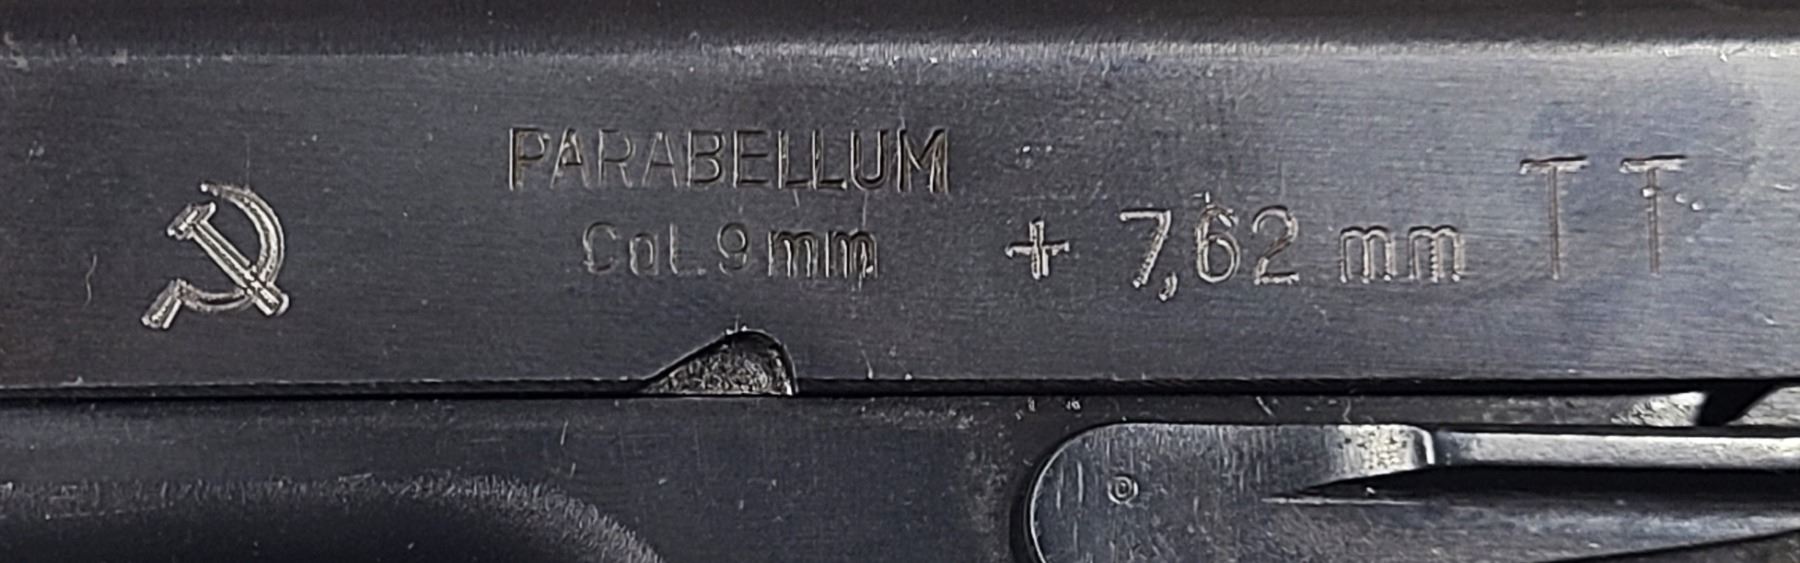 PARABELLUM
Cal. 9 mm + 7,62 mm TT